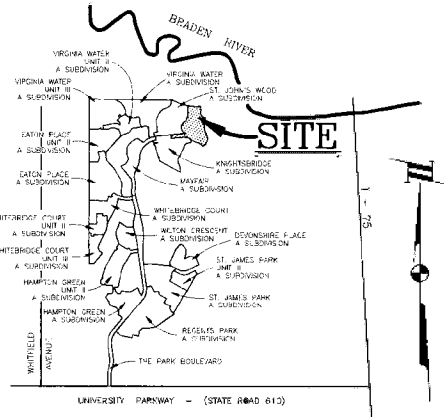 BRADEN RIVER
VIRGINIA WATER
UNIT II
A SUBDIVISION
VIRGINIA WATER
A SUBDIVISION
VIRGINIA WATER
UNIT III
A SUBDIVISION
ST. JOHN'S WOOD
A SUBDIVISION
SITE
EATON PLACE
UNIT II
A SUBDIVISION
KNIGHTSBRIDGE
A SUBDIVISION
EATON PLACE
A SUBDIVISION
MAYFAIR
A SUBDIVISION
I - 75
WHITEBRIDGE COURT
A SUBDIVISION
ITEBRIDGE COURT
UNIT II
A SUBDIVISION
WILTON CRESCENT
A SUBDIVISION
DEVONSHIRE PLACE
A SUBDIVISION
HITEBRIDGE COURT
UNIT III
A SUBDIVISION
ST. JAMES PARK
UNIT II
A SUBDIVISION
HAMPTON GREEN
UNIT II
A SUBDIVISION
ST. JAMES PARK
A SUBDIVISION
HAMPTON GREEN
A SUBDIVISION
REGENTS PARK
A SUBDIVISION
WHITFIELD
AVENUE
THE PARK BOULEVARD
UNIVERSITY PARKWAY - (STATE ROAD 610)